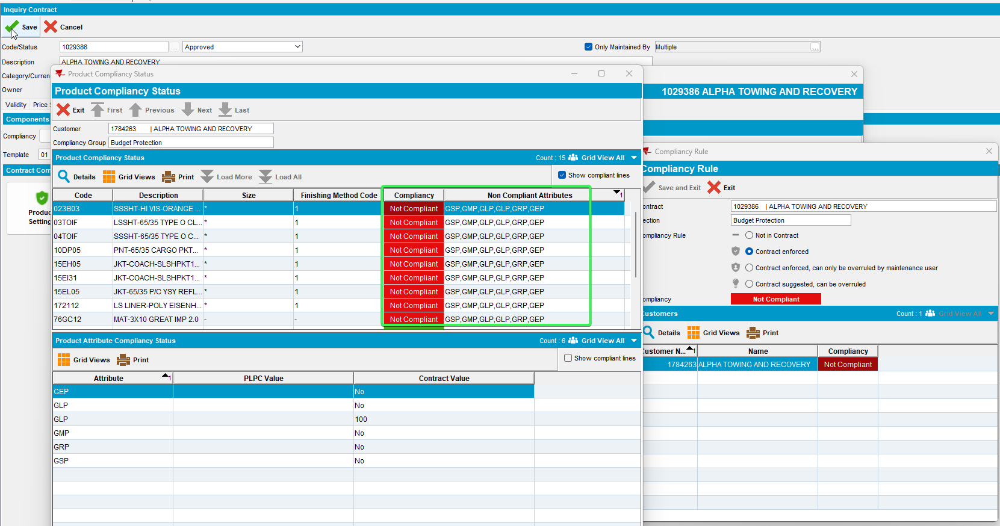 Inquiry Contract
Save Cancel
Code/Status 1029386 ... Approved Only Maintained By Multiple ...
Description ALPHA TOWING AND RECOVERY
Category/Curren
Owner
Validity Price
Components
Compliancy
Template 01
Contract Com
Produc
Setting
1029386 ALPHA TOWING AND RECOVERY
Product Compliancy Status
Product Compliancy Status
Exit First Previous Next Last
Customer 1784263 | ALPHA TOWING AND RECOVERY
Compliancy Group Budget Protection
Product Compliancy Status Count : 15 Grid View All
Details Grid Views Print Load More Load All Show compliant lines
Code Description Size Finishing Method Code Compliancy Non Compliant Attributes 1
023B03 SSSHT-HI VIS-ORANGE ... * 1 Not Compliant GSP,GMP,GLP,GLP,GRP,GEP
03TOIF LSSHT-65/35 TYPE O CL... * 1 Not Compliant GSP,GMP,GLP,GLP,GRP,GEP
04TOIF SSSHT-65/35 TYPE O C... * 1 Not Compliant GSP,GMP,GLP,GLP,GRP,GEP
10DP05 PNT-65/35 CARGO PKT... * 1 Not Compliant GSP,GMP,GLP,GLP,GRP,GEP
15EH05 JKT-COACH-SLSHPKT1... * 1 Not Compliant GSP,GMP,GLP,GLP,GRP,GEP
15EI31 JKT-COACH-SLSHPKT1... * 1 Not Compliant GSP,GMP,GLP,GLP,GRP,GEP
15EL05 JKT-65/35 P/C YSY REFL... * 1 Not Compliant GSP,GMP,GLP,GLP,GRP,GEP
172112 LS LINER-POLY EISENH... * 1 Not Compliant GSP,GMP,GLP,GLP,GRP,GEP
76GC12 MAT-3X10 GREAT IMP 2.0 - - Not Compliant GSP,GMP,GLP,GLP,GRP,GEP
Product Attribute Compliancy Status Count : 6 Grid View All
Grid Views Print Show compliant lines
Attribute 1 PLPC Value Contract Value
GEP No
GLP No
GLP 100
GMP No
GRP No
GSP No
Compliancy Rule
Compliancy Rule
Save and Exit Exit
ontract 1029386 | ALPHA TOWING AND RECOVERY
ection Budget Protection
ompliancy Rule Not in Contract
Contract enforced
Contract enforced, can only be overruled by maintenance user
Contract suggested, can be overruled
ompliancy Not Compliant
Customers Count : 1 Grid View All
Details Grid Views Print
Customer N... 1 Name Compliancy
1784263 ALPHA TOWING AND RECOVERY Not Compliant